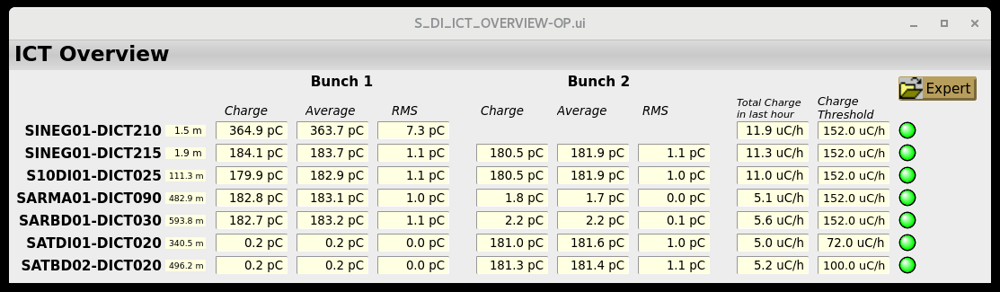 S_DI_ICT_OVERVIEW-OP.ui
ICT Overview
Bunch 1 Bunch 2 Expert
Charge Average RMS Charge Average RMS Total Charge in last hour Charge Threshold
SINEG01-DICT210 1.5 m 364.9 pC 363.7 pC 7.3 pC 11.9 uC/h 152.0 uC/h
SINEG01-DICT215 1.9 m 184.1 pC 183.7 pC 1.1 pC 180.5 pC 181.9 pC 1.1 pC 11.3 uC/h 152.0 uC/h
S10DI01-DICT025 111.3 m 179.9 pC 182.9 pC 1.1 pC 180.5 pC 181.9 pC 1.0 pC 11.0 uC/h 152.0 uC/h
SARMA01-DICT090 482.9 m 182.8 pC 183.1 pC 1.0 pC 1.8 pC 1.7 pC 0.0 pC 5.1 uC/h 152.0 uC/h
SARBD01-DICT030 593.8 m 182.7 pC 183.2 pC 1.1 pC 2.2 pC 2.2 pC 0.1 pC 5.6 uC/h 152.0 uC/h
SATDI01-DICT020 340.5 m 0.2 pC 0.2 pC 0.0 pC 181.0 pC 181.6 pC 1.0 pC 5.0 uC/h 72.0 uC/h
SATBD02-DICT020 496.2 m 0.2 pC 0.2 pC 0.0 pC 181.3 pC 181.4 pC 1.1 pC 5.2 uC/h 100.0 uC/h